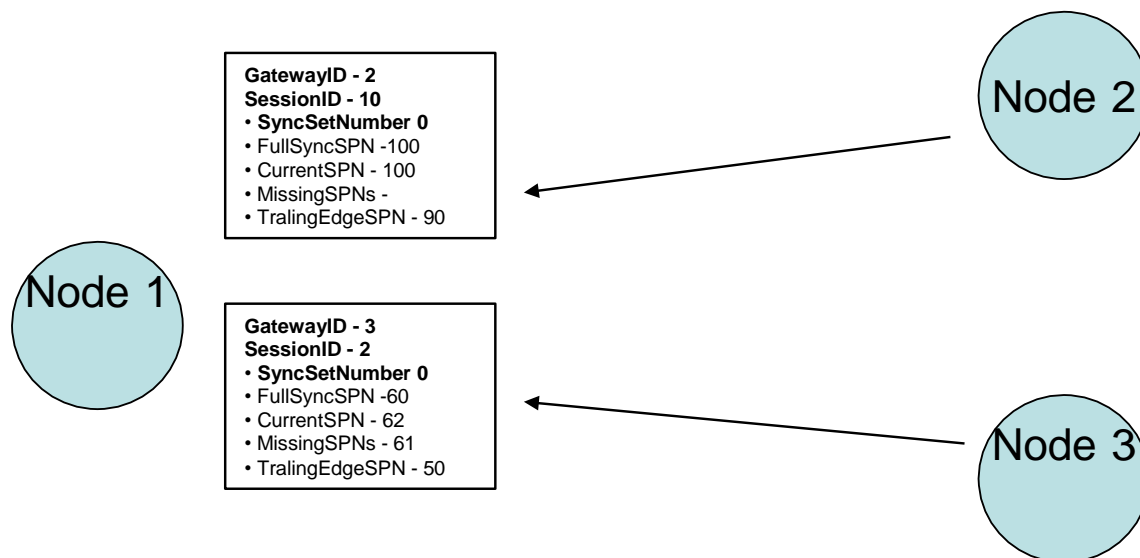 GatewayID - 2
SessionID - 10
• SyncSetNumber 0
• FullSyncSPN -100
• CurrentSPN - 100
• MissingSPNs -
• TralingEdgeSPN - 90
Node 2
Node 1
GatewayID - 3
SessionID - 2
• SyncSetNumber 0
• FullSyncSPN -60
• CurrentSPN - 62
• MissingSPNs - 61
• TralingEdgeSPN - 50
Node 3